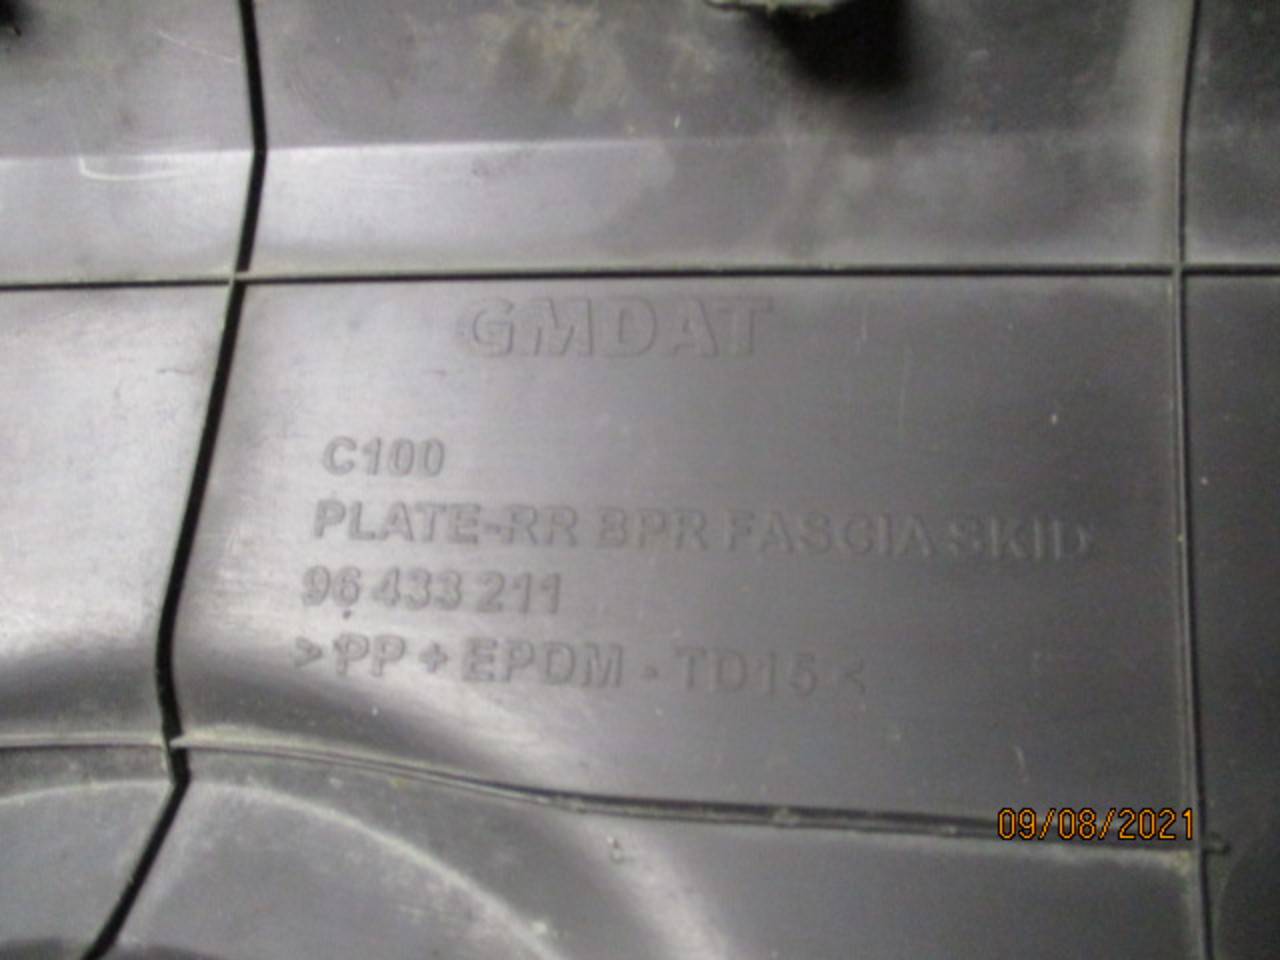 GMDAT
C100
PLATE-RR BPR FASCIA SKID
96 433 211
>PP + EPDM - TD15<
09/08/2021